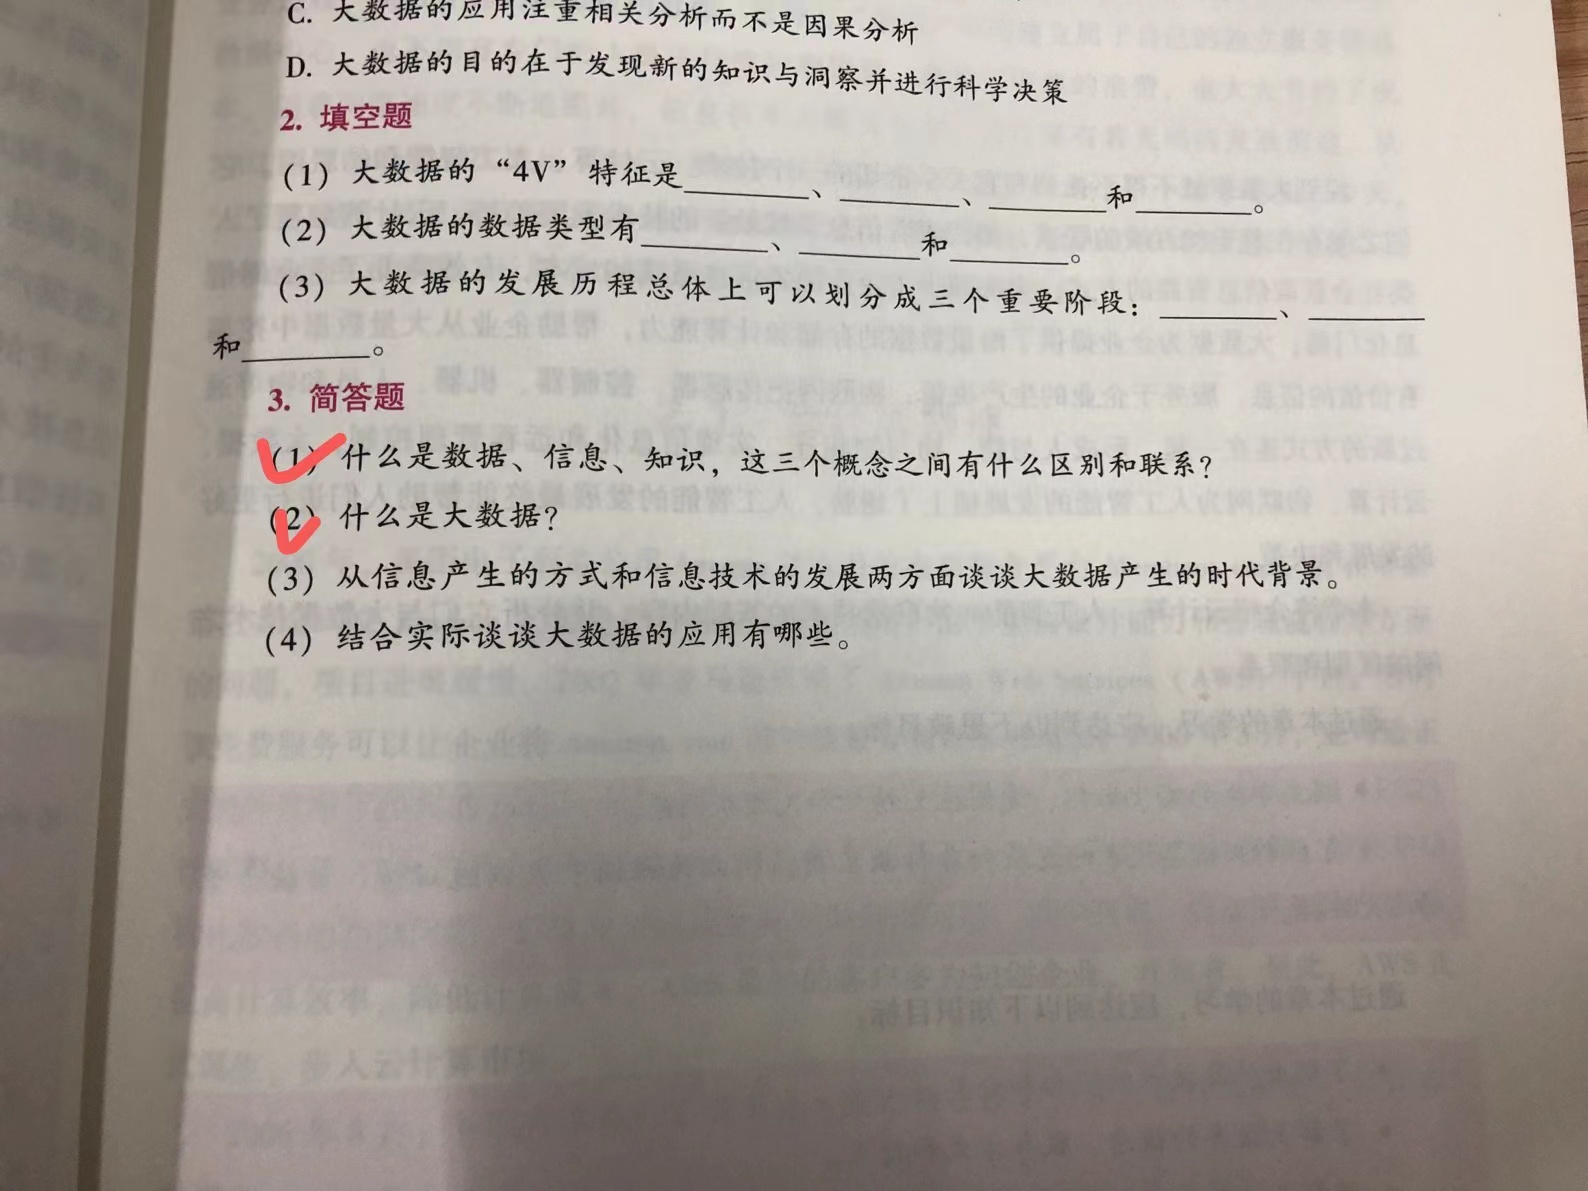 C. 大数据的应用注重相关分析而不是因果分析
D. 大数据的目的在于发现新的知识与洞察并进行科学决策
2. 填空题
(1) 大数据的“4V”特征是________、________、________和________。
(2) 大数据的数据类型有________、________和________。
(3) 大数据的发展历程总体上可以划分成三个重要阶段：________、________
和________。
3. 简答题
(1) 什么是数据、信息、知识，这三个概念之间有什么区别和联系？
(2) 什么是大数据？
(3) 从信息产生的方式和信息技术的发展两方面谈谈大数据产生的时代背景。
(4) 结合实际谈谈大数据的应用有哪些。